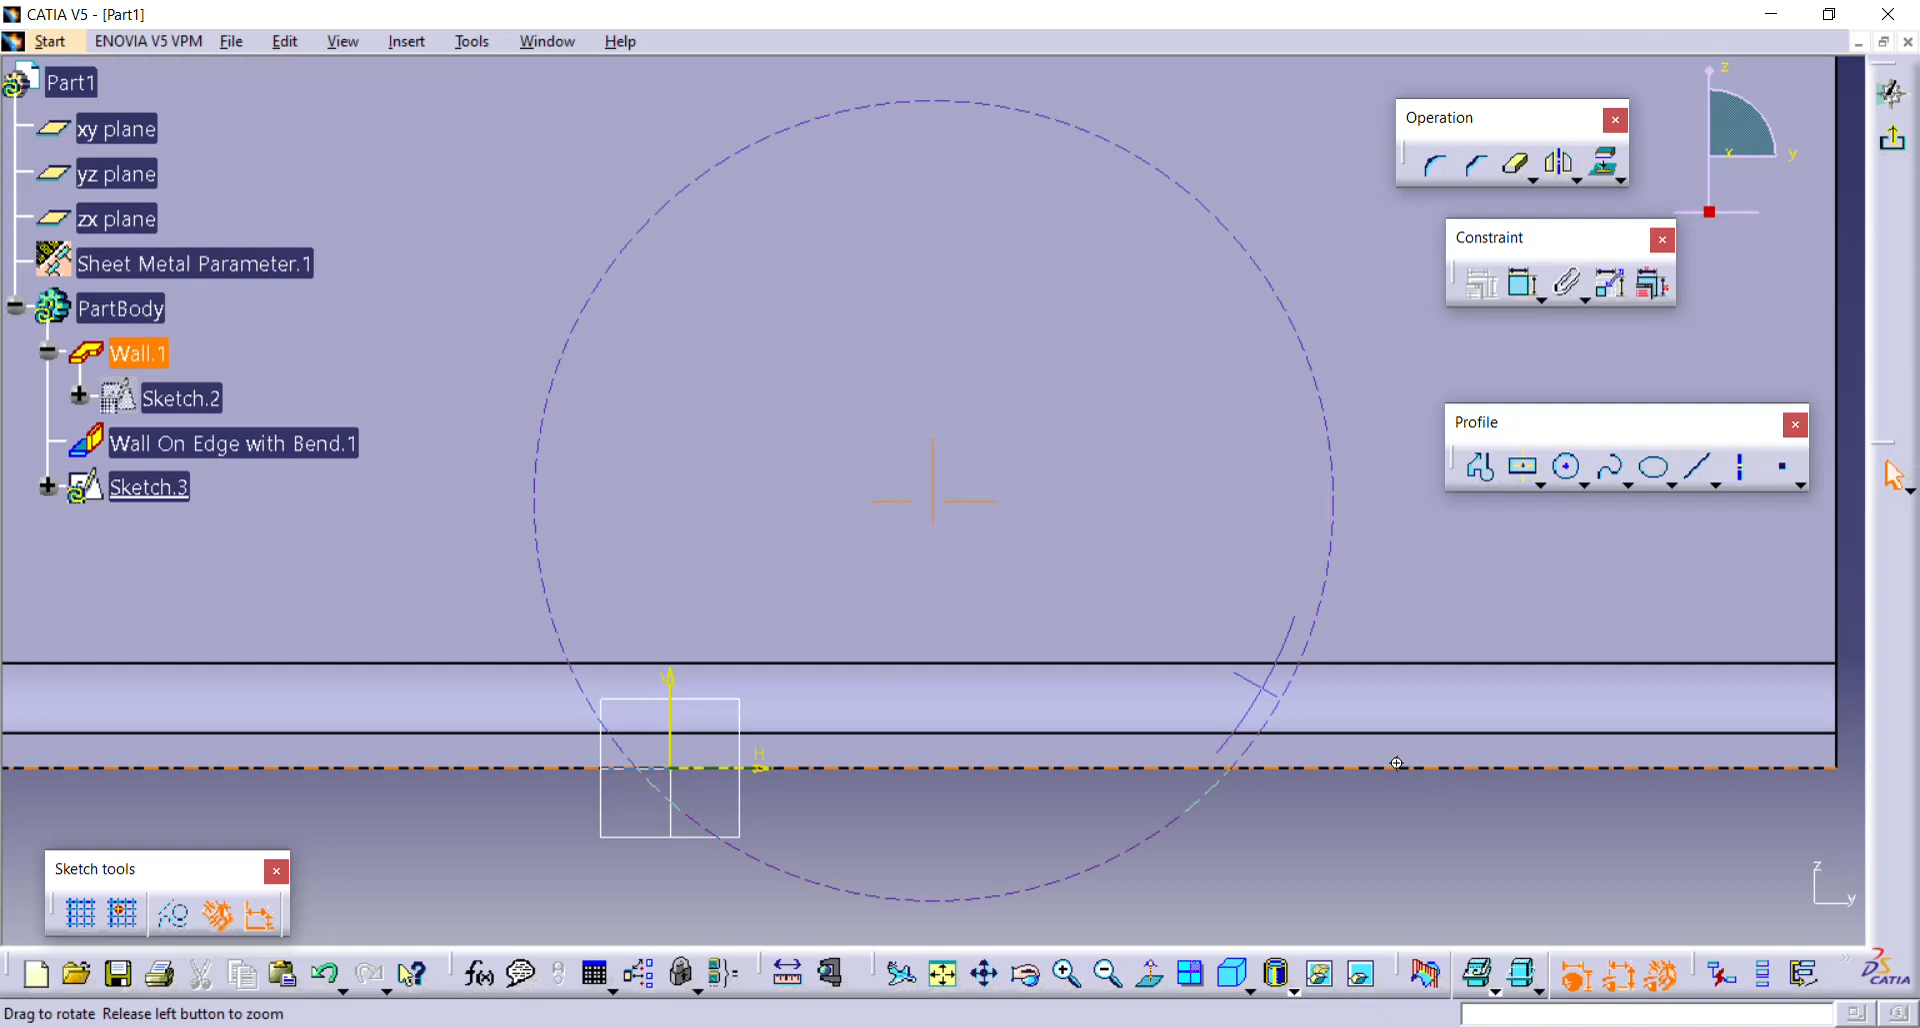 CATIA V5 - [Part1]
Start ENOVIA V5 VPM File Edit View Insert Tools Window Help
Part1
xy plane
yz plane
zx plane
Sheet Metal Parameter.1
PartBody
Wall.1
Sketch.2
Wall On Edge with Bend.1
Sketch.3
z
x
y
Operation
Constraint
Profile
V
H
Sketch tools
z
y
f(x)
CATIA
Drag to rotate Release left button to zoom